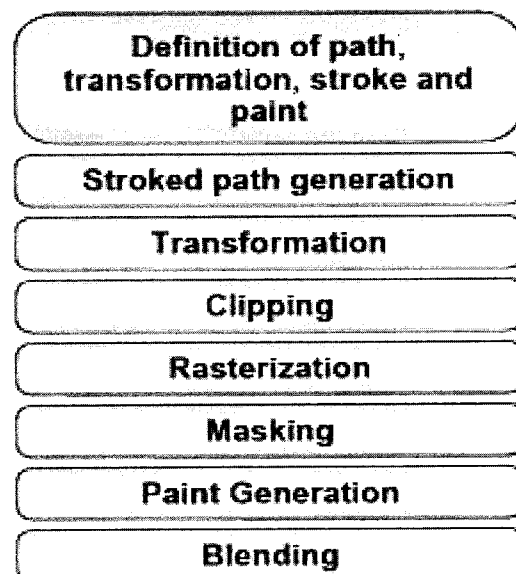 Definition of path,
transformation, stroke and
paint
Stroked path generation
Transformation
Clipping
Rasterization
Masking
Paint Generation
Blending